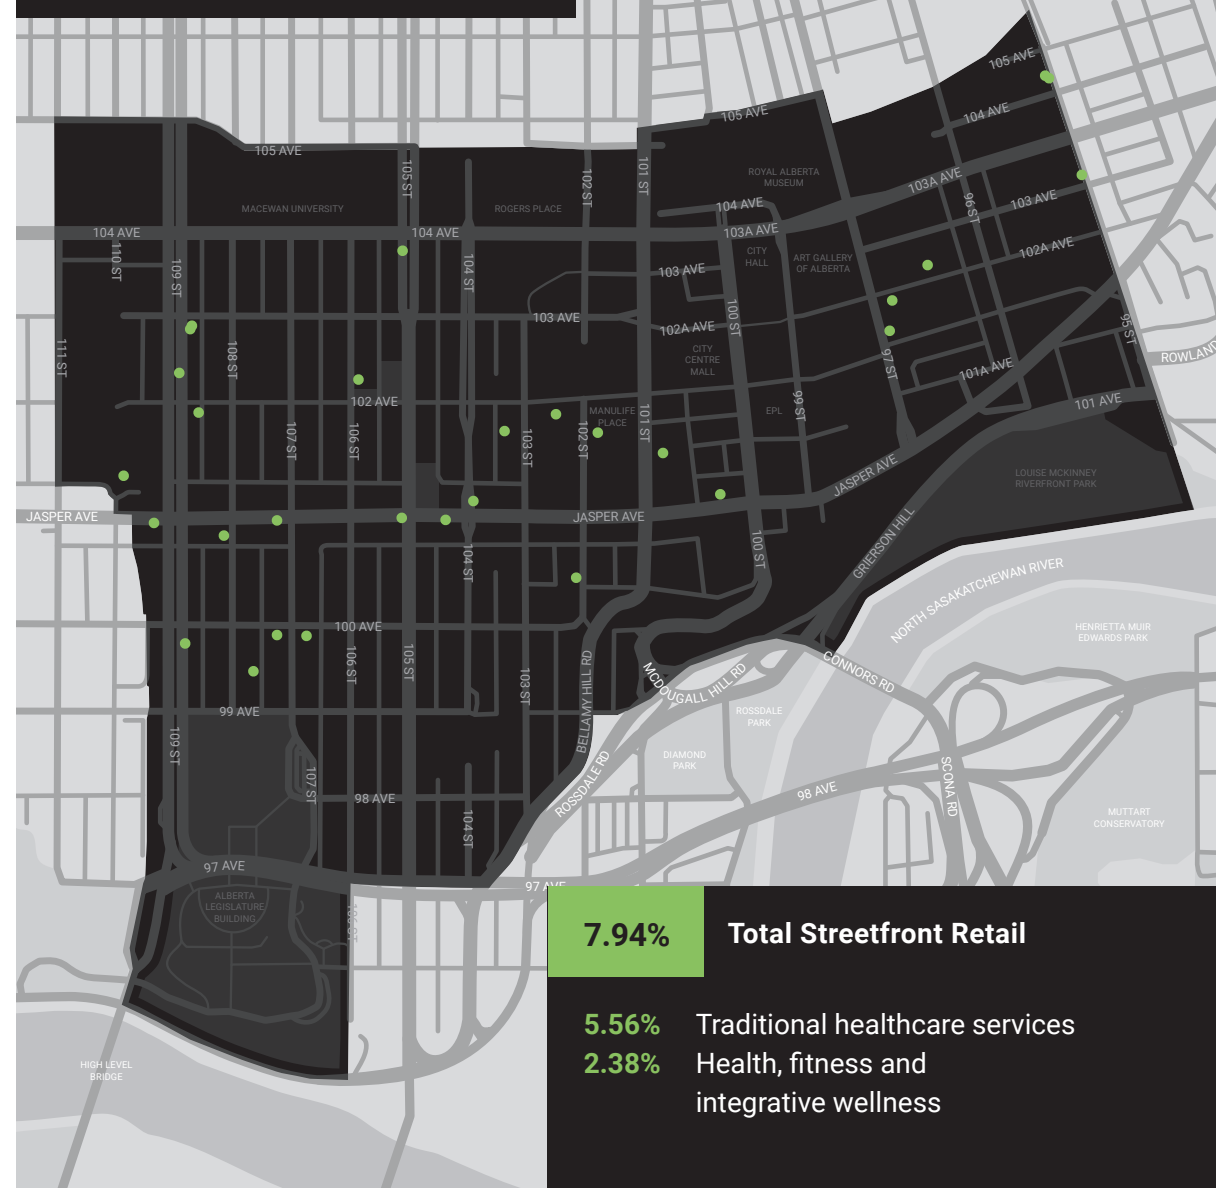 105 AVE
104 AVE
105 AVE
105 AVE
105 ST
101 ST
102 ST
ROYAL ALBERTA
MUSEUM
103A AVE
96 ST
103 AVE
MACEWAN UNIVERSITY
ROGERS PLACE
104 AVE
104 AVE
104 AVE
103A AVE
110 ST
109 ST
104 ST
CITY
HALL
ART GALLERY
OF ALBERTA
102A AVE
103 AVE
103 AVE
102A AVE
100 ST
95 ST
111 ST
108 ST
CITY
CENTRE
MALL
97 ST
101A AVE
ROWLAND
102 AVE
MANULIFE
PLACE
101 ST
EPL
99 ST
101 AVE
107 ST
106 ST
103 ST
102 ST
JASPER AVE
LOUISE MCKINNEY
RIVERFRONT PARK
JASPER AVE
JASPER AVE
104 ST
100 ST
GRIERSON HILL
NORTH SASAKATCHEWAN RIVER
HENRIETTA MUIR
EDWARDS PARK
100 AVE
106 ST
105 ST
103 ST
BELLAMY HILL RD
MCDOUGALL HILL RD
CONNORS RD
99 AVE
109 ST
ROSSDALE
PARK
DIAMOND
PARK
107 ST
98 AVE
104 ST
ROSSDALE RD
98 AVE
SCONA RD
MUTTART
CONSERVATORY
97 AVE
97 AVE
ALBERTA
LEGISLATURE
BUILDING
HIGH LEVEL
BRIDGE
7.94% Total Streetfront Retail
5.56% Traditional healthcare services
2.38% Health, fitness and
integrative wellness